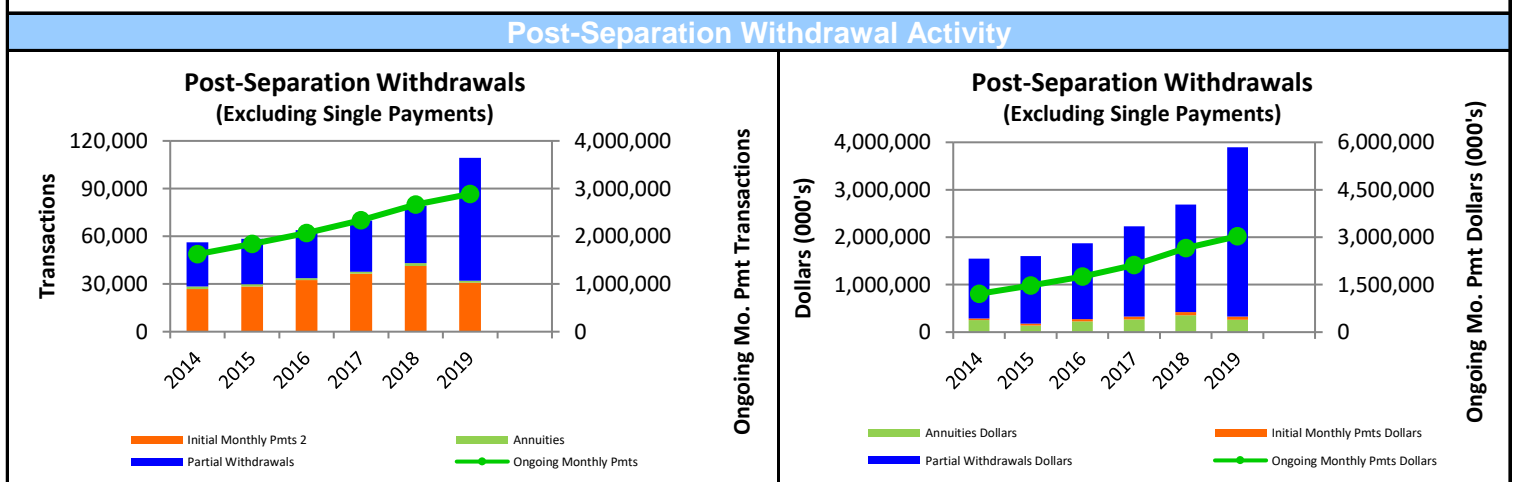 Post-Separation Withdrawal Activity
Post-Separation Withdrawals
(Excluding Single Payments)
Transactions
120,000
90,000
60,000
30,000
0
4,000,000
3,000,000
2,000,000
1,000,000
0
Ongoing Mo. Pmt Transactions
2014
2015
2016
2017
2018
2019
Initial Monthly Pmts 2
Annuities
Partial Withdrawals
Ongoing Monthly Pmts
Post-Separation Withdrawals
(Excluding Single Payments)
Dollars (000's)
4,000,000
3,000,000
2,000,000
1,000,000
0
6,000,000
4,500,000
3,000,000
1,500,000
0
Ongoing Mo. Pmt Dollars (000's)
2014
2015
2016
2017
2018
2019
Annuities Dollars
Initial Monthly Pmts Dollars
Partial Withdrawals Dollars
Ongoing Monthly Pmts Dollars